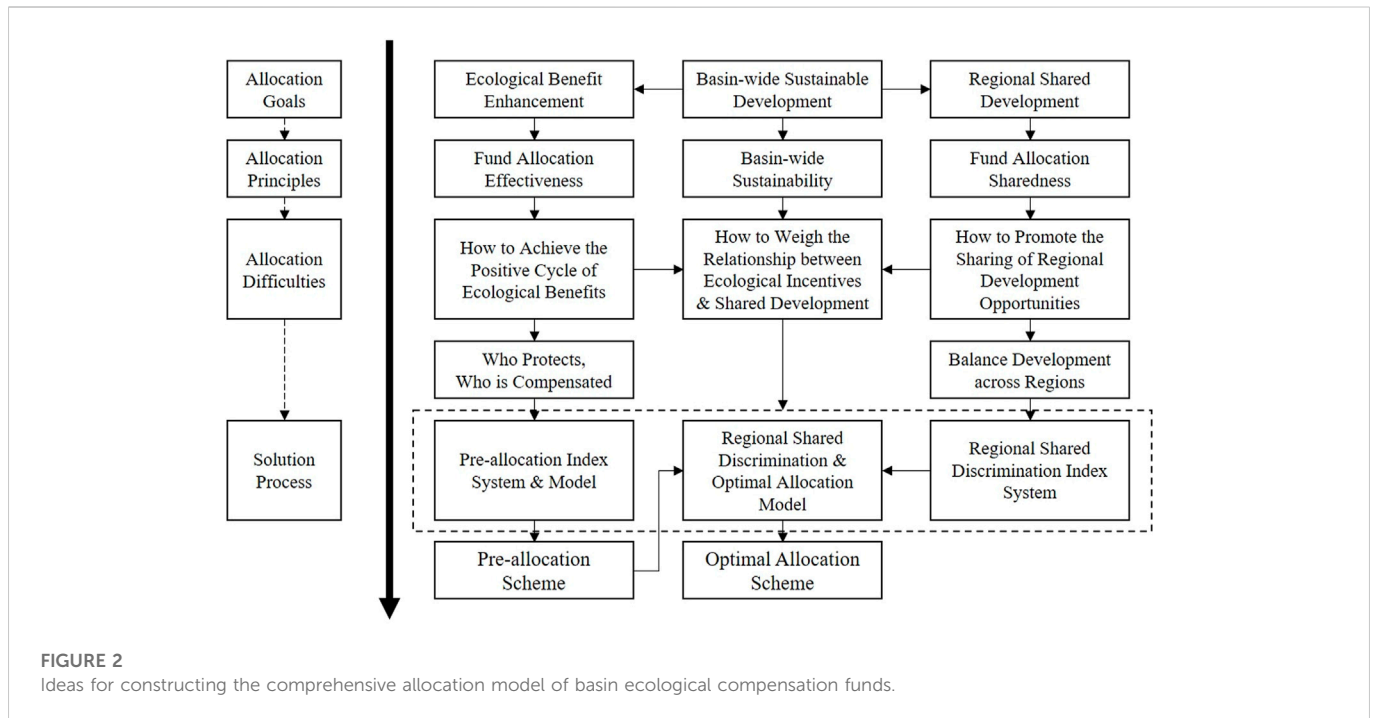 Allocation
Goals
Ecological Benefit
Enhancement
Basin-wide Sustainable
Development
Regional Shared
Development
Allocation
Principles
Fund Allocation
Effectiveness
Basin-wide
Sustainability
Fund Allocation
Sharedness
Allocation
Difficulties
How to Achieve the
Positive Cycle of
Ecological Benefits
How to Weigh the
Relationship between
Ecological Incentives
& Shared Development
How to Promote the
Sharing of Regional
Development
Opportunities
Who Protects,
Who is Compensated
Balance Development
across Regions
Solution
Process
Pre-allocation Index
System & Model
Regional Shared
Discrimination &
Optimal Allocation
Model
Regional Shared
Discrimination Index
System
Pre-allocation
Scheme
Optimal Allocation
Scheme
FIGURE 2
Ideas for constructing the comprehensive allocation model of basin ecological compensation funds.